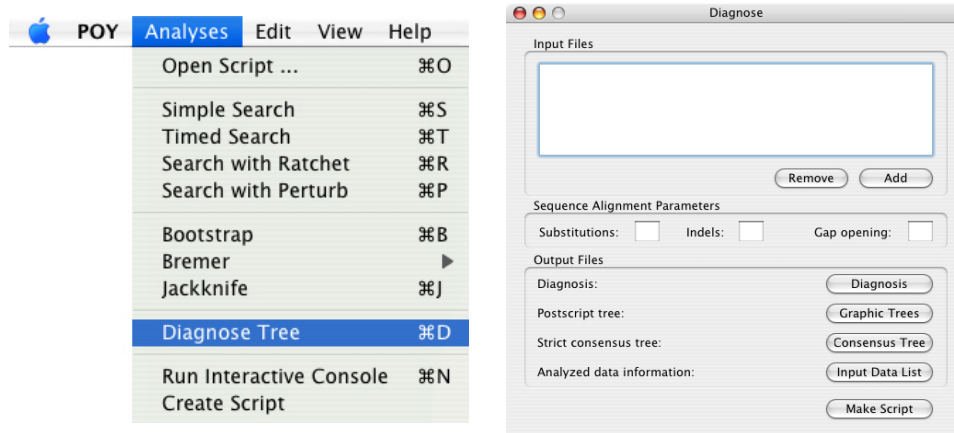 POY Analyses Edit View Help
Open Script ... ⌘O
Simple Search ⌘S
Timed Search ⌘T
Search with Ratchet ⌘R
Search with Perturb ⌘P
Bootstrap ⌘B
Bremer
Jackknife ⌘J
Diagnose Tree ⌘D
Run Interactive Console ⌘N
Create Script
Diagnose
Input Files
Remove Add
Sequence Alignment Parameters
Substitutions: Indels: Gap opening:
Output Files
Diagnosis: Diagnosis
Postscript tree: Graphic Trees
Strict consensus tree: Consensus Tree
Analyzed data information: Input Data List
Make Script